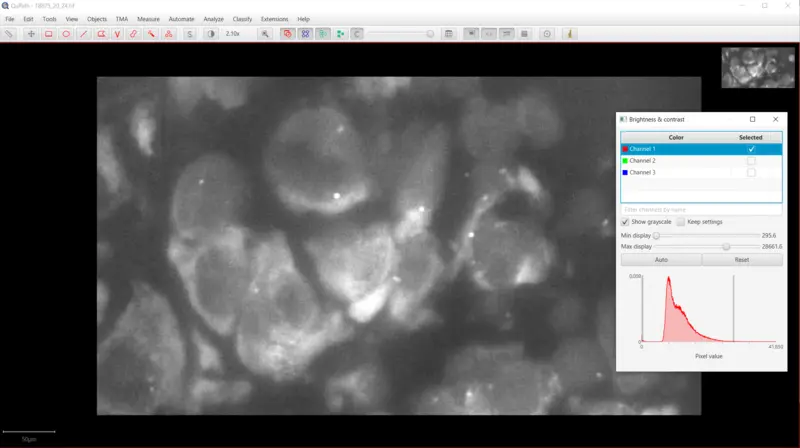 QuPath - 18975_20_24.tif
File Edit Tools View Objects TMA Measure Automate Analyze Classify Extensions Help
S 2.10x C
Brightness & contrast
Color Selected
Channel 1
Channel 2
Channel 3
Filter channels by name
Show grayscale Keep settings
Min display 295.6
Max display 28661.6
Auto Reset
0.009
0
0 41,660
Pixel value
50µm